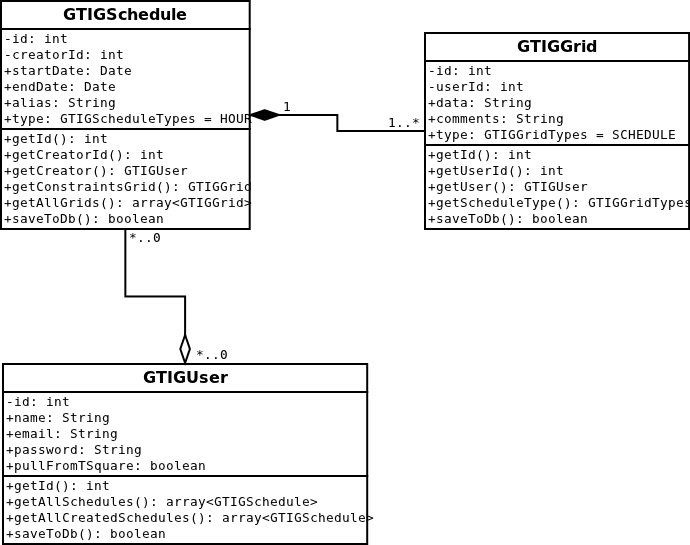 GTIGSchedule
-id: int
-creatorId: int
+startDate: Date
+endDate: Date
+alias: String
+type: GTIGScheduleTypes = HOUR
+getId(): int
+getCreatorId(): int
+getCreator(): GTIGUser
+getConstraintsGrid(): GTIGGrid
+getAllGrids(): array<GTIGGrid>
+saveToDb(): boolean
1
1..*
GTIGGrid
-id: int
-userId: int
+data: String
+comments: String
+type: GTIGGridTypes = SCHEDULE
+getId(): int
+getUserId(): int
+getUser(): GTIGUser
+getScheduleType(): GTIGGridTypes
+saveToDb(): boolean
*..0
*..0
GTIGUser
-id: int
+name: String
+email: String
+password: String
+pullFromTSquare: boolean
+getId(): int
+getAllSchedules(): array<GTIGSchedule>
+getAllCreatedSchedules(): array<GTIGSchedule>
+saveToDb(): boolean